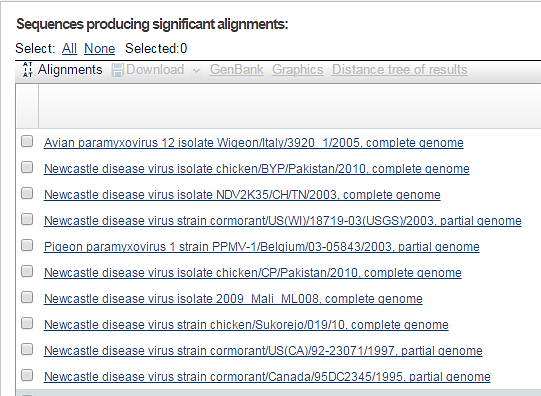 Sequences producing significant alignments:
Select: All None Selected:0
Alignments Download GenBank Graphics Distance tree of results
Avian paramyxovirus 12 isolate Wigeon/Italy/3920_1/2005, complete genome
Newcastle disease virus isolate chicken/BYP/Pakistan/2010, complete genome
Newcastle disease virus isolate NDV2K35/CH/TN/2003, complete genome
Newcastle disease virus strain cormorant/US(WI)/18719-03(USGS)/2003, partial genome
Pigeon paramyxovirus 1 strain PPMV-1/Belgium/03-05843/2003, partial genome
Newcastle disease virus isolate chicken/CP/Pakistan/2010, complete genome
Newcastle disease virus isolate 2009_Mali_ML008, complete genome
Newcastle disease virus strain chicken/Sukorejo/019/10, complete genome
Newcastle disease virus strain cormorant/US(CA)/92-23071/1997, partial genome
Newcastle disease virus strain cormorant/Canada/95DC2345/1995, partial genome